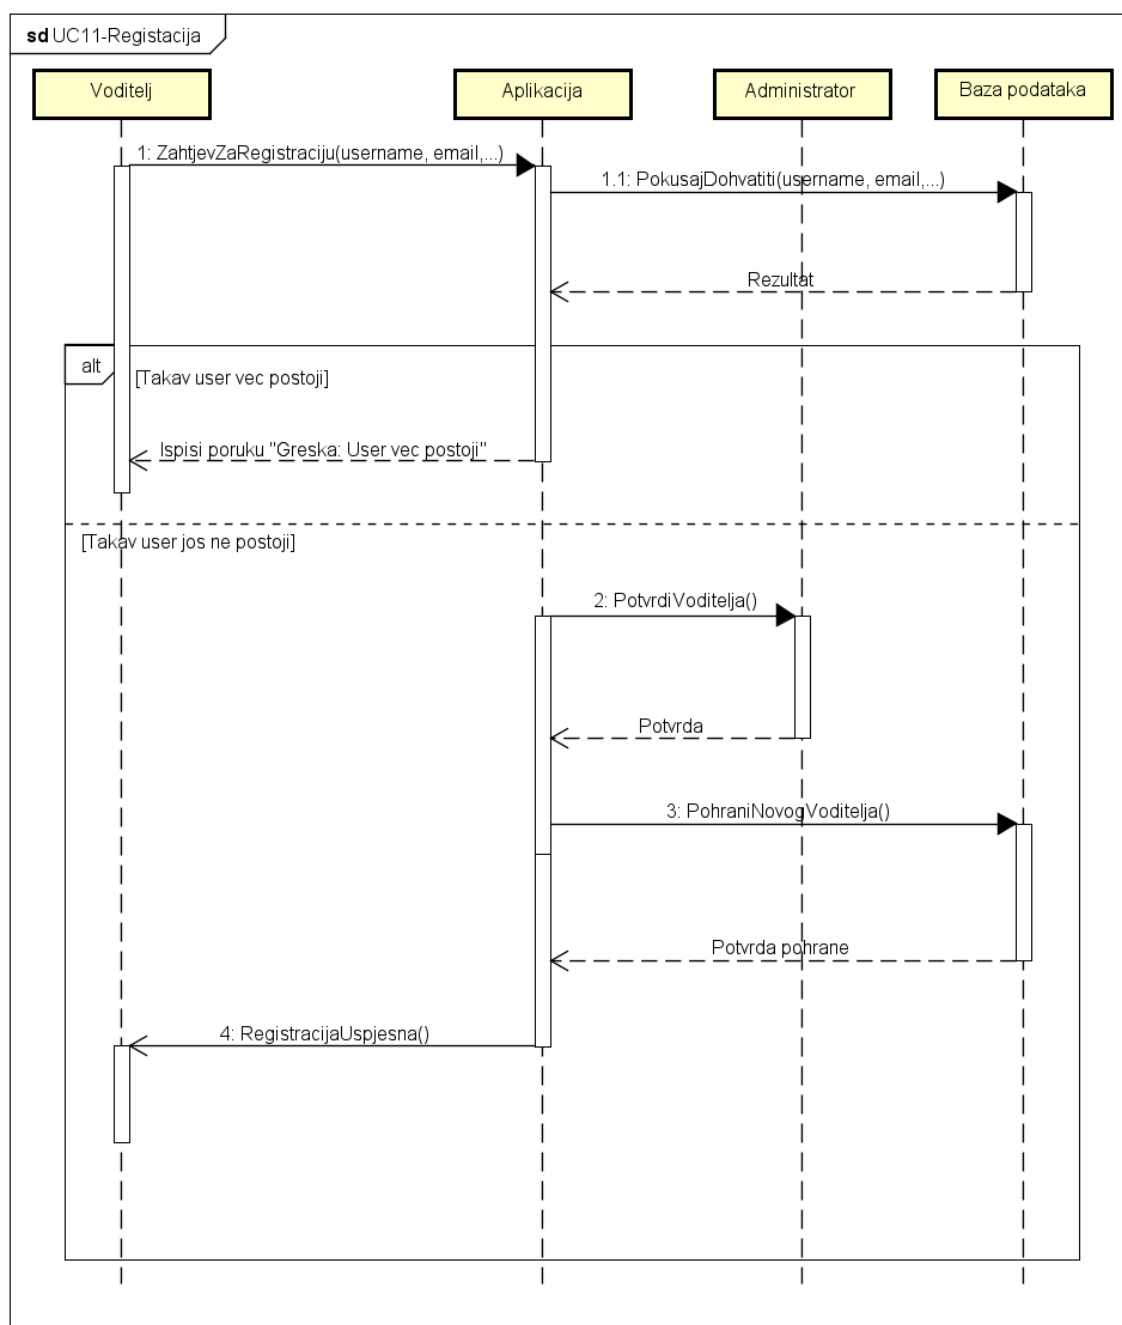 sd UC11-Registacija
Voditelj
Aplikacija
Administrator
Baza podataka
1: ZahtjevZaRegistraciju(username, email,...)
1.1: PokusajDohvatiti(username, email,...)
Rezultat
alt
[Takav user vec postoji]
Ispisi poruku "Greska: User vec postoji"
[Takav user jos ne postoji]
2: PotvrdiVoditelja()
Potvrda
3: PohraniNovogVoditelja()
Potvrda pohrane
4: RegistracijaUspjesna()